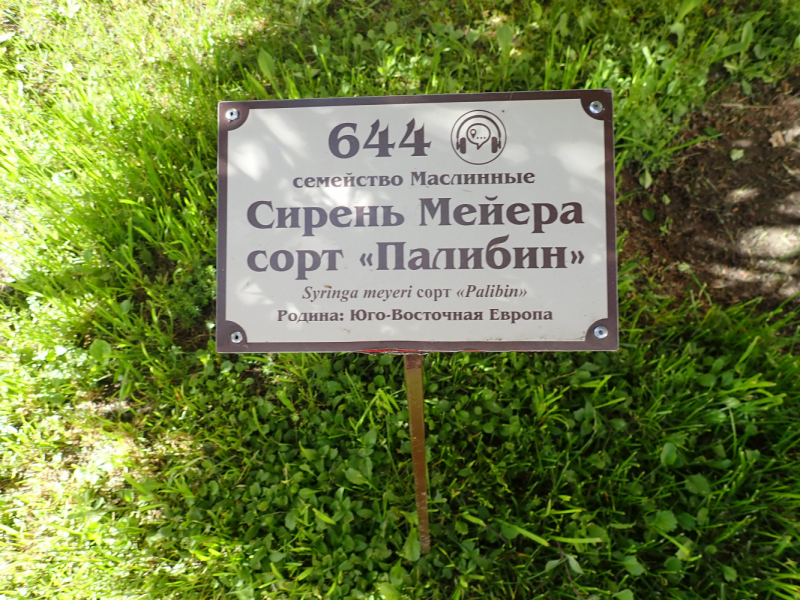 644
семейство Маслинные
Сирень Мейера
сорт «Палибин»
Syringa meyeri сорт «Palibin»
Родина: Юго-Восточная Европа